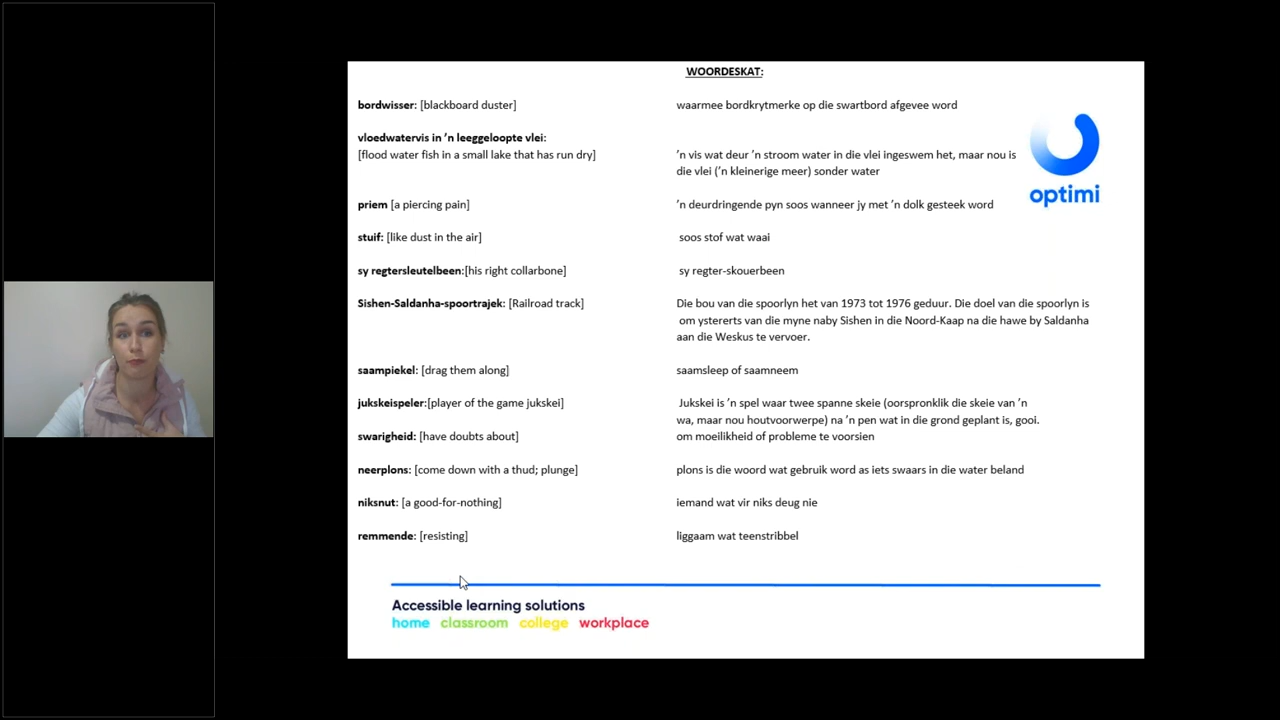 WOORDESKAT:
bordwisser: [blackboard duster] waarmee bordkrytmerke op die swartbord afgevee word
vloedwatervis in ’n leeggeloopte vlei:
[flood water fish in a small lake that has run dry] ’n vis wat deur ’n stroom water in die vlei ingeswem het, maar nou is
die vlei (’n kleinerige meer) sonder water
optimi
priem [a piercing pain] ’n deurdringende pyn soos wanneer jy met ’n dolk gesteek word
stuif: [like dust in the air] soos stof wat waai
sy regtersleutelbeen:[his right collarbone] sy regter-skouerbeen
Sishen-Saldanha-spoortrajek: [Railroad track] Die bou van die spoorlyn het van 1973 tot 1976 geduur. Die doel van die spoorlyn is
om ystererts van die myne naby Sishen in die Noord-Kaap na die hawe by Saldanha
aan die Weskus te vervoer.
saampiekel: [drag them along] saamsleep of saamneem
jukskeispeler:[player of the game jukskei] Jukskei is ’n spel waar twee spanne skeie (oorspronklik die skeie van ’n
wa, maar nou houtvoorwerpe) na ’n pen wat in die grond geplant is, gooi.
swarigheid: [have doubts about] om moeilikheid of probleme te voorsien
neerplons: [come down with a thud; plunge] plons is die woord wat gebruik word as iets swaars in die water beland
niksnut: [a good-for-nothing] iemand wat vir niks deug nie
remmende: [resisting] liggaam wat teenstribbel
Accessible learning solutions
home classroom college workplace